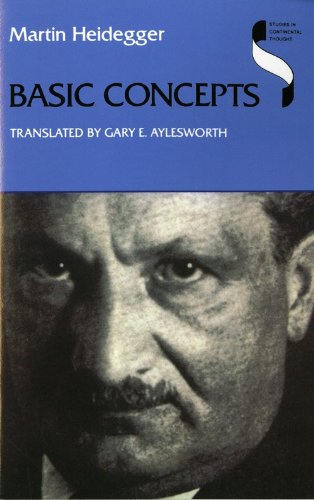 Martin Heidegger
STUDIES IN
CONTINENTAL
THOUGHT
BASIC CONCEPTS
TRANSLATED BY GARY E. AYLESWORTH